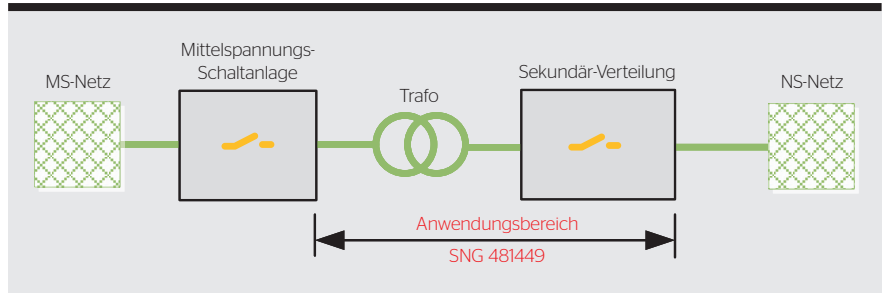 Mittelspannungs-
Schaltanlage
MS-Netz
Trafo
Sekundär-Verteilung
NS-Netz
Anwendungsbereich
SNG 481449